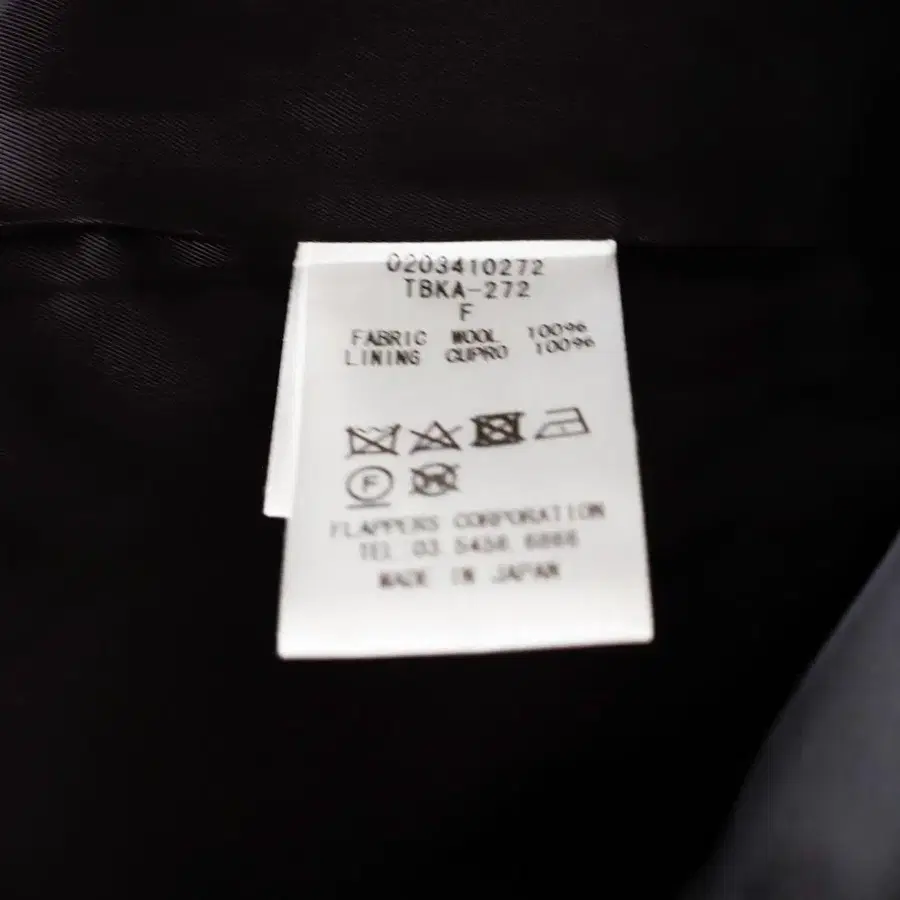 0203410272
TBKA-272
F
FABRIC WOOL 100%
LINING CUPRO 100%
F
W
FLAPPERS CORPORATION
TEL 03 5456 6866
MADE IN JAPAN